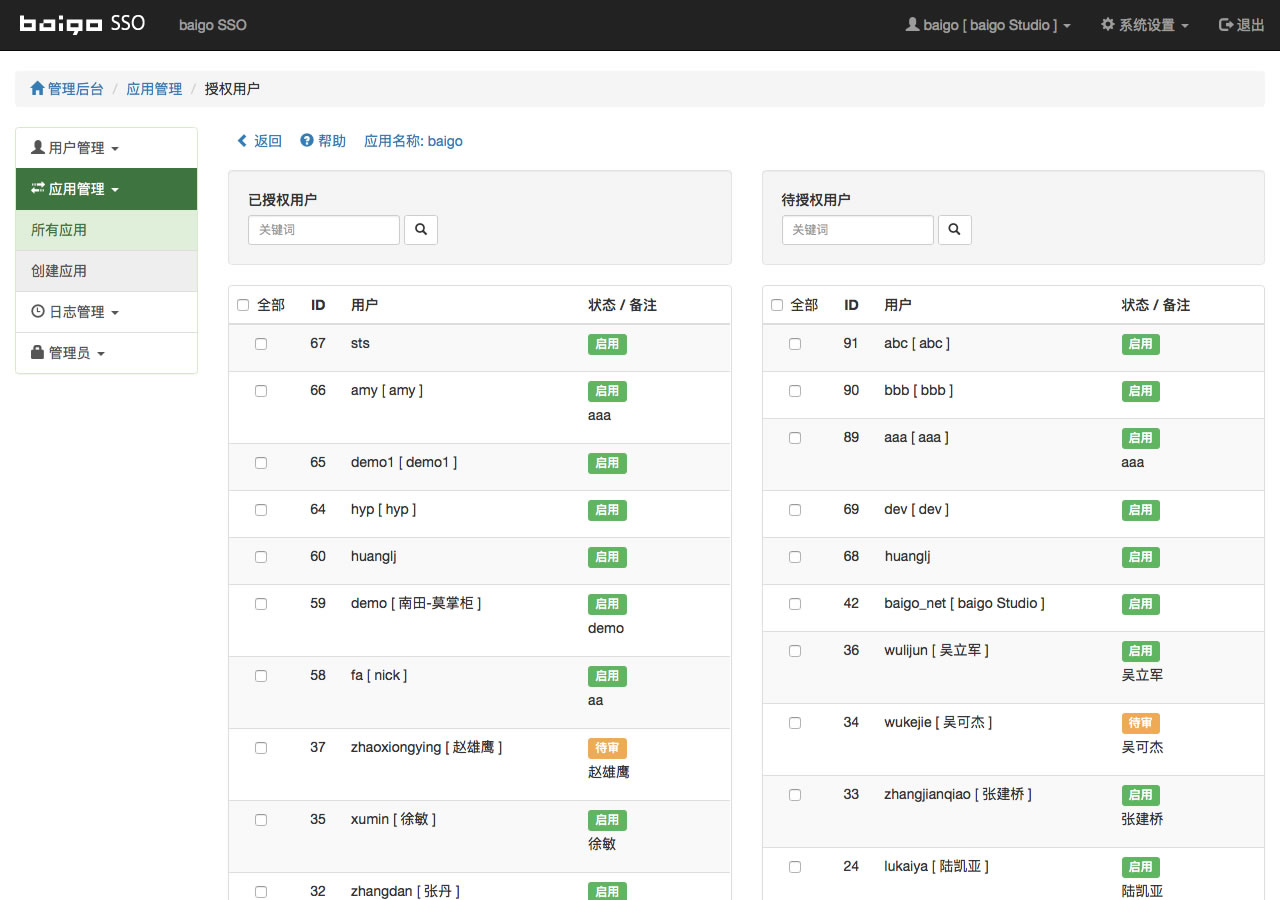 baigo SSO baigo SSO baigo [ baigo Studio ] 系统设置 退出
管理后台 / 应用管理 / 授权用户
用户管理
应用管理
所有应用
创建应用
日志管理
管理员
返回 帮助 应用名称: baigo
已授权用户
关键词
全部 ID 用户 状态 / 备注
67 sts 启用
66 amy [ amy ] 启用
aaa
65 demo1 [ demo1 ] 启用
64 hyp [ hyp ] 启用
60 huanglj 启用
59 demo [ 南田-莫掌柜 ] 启用
demo
58 fa [ nick ] 启用
aa
37 zhaoxiongying [ 赵雄鹰 ] 待审
赵雄鹰
35 xumin [ 徐敏 ] 启用
徐敏
32 zhangdan [ 张丹 ] 启用
待授权用户
关键词
全部 ID 用户 状态 / 备注
91 abc [ abc ] 启用
90 bbb [ bbb ] 启用
89 aaa [ aaa ] 启用
aaa
69 dev [ dev ] 启用
68 huanglj 启用
42 baigo_net [ baigo Studio ] 启用
36 wulijun [ 吴立军 ] 启用
吴立军
34 wukejie [ 吴可杰 ] 待审
吴可杰
33 zhangjianqiao [ 张建桥 ] 启用
张建桥
24 lukaiya [ 陆凯亚 ] 启用
陆凯亚